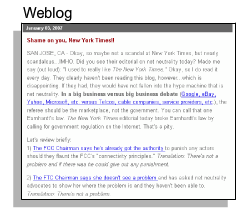 Weblog
January 03, 2007
Shame on you, New York Times!!
SAN JOSE, CA - Okay, so maybe not a scandal at New York Times, but nearly
scandalous...IMHO. Did you see their editorial on net neutrality today? Made me
say (out loud): "I used to really like The New York Times." Okay, so I do read it
every day. They clearly haven't been reading this blog, however... which is
disappointing. If they had, they would have not fallen into the hype machine that is
net neutrality. In a big business versus big business debate (Google, eBay,
Yahoo, Microsoft, etc. versus Telcos, cable companies, service providers, etc.), the
referee should be the marketplace, not the government. You can call that one
Earnhardt's law. The New York Times editorial today broke Earnhardt's law by
calling for government regulation on the internet. That's a pity.
Let's review briefly:
1) The FCC Chairman says he's already got the authority to punish any actors
should they flaunt the FCC's "connectivity principles." Translation: There's not a
problem and if there was he could give out any punishment.
2) The FTC Chairman says she doesn't see a problem and has asked net neutrality
advocates to show her where the problem is and they haven't been able to.
Translation: There's not a problem.